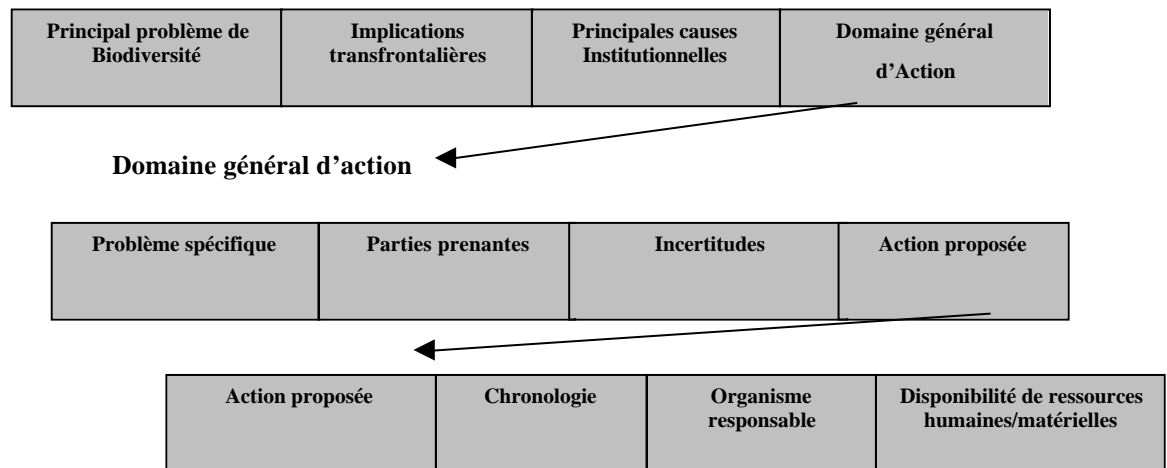 Principal problème de Biodiversité
Implications transfrontalières
Principales causes Institutionnelles
Domaine général d’Action
Domaine général d’action
Problème spécifique
Parties prenantes
Incertitudes
Action proposée
Action proposée
Chronologie
Organisme responsable
Disponibilité de ressources humaines/matérielles